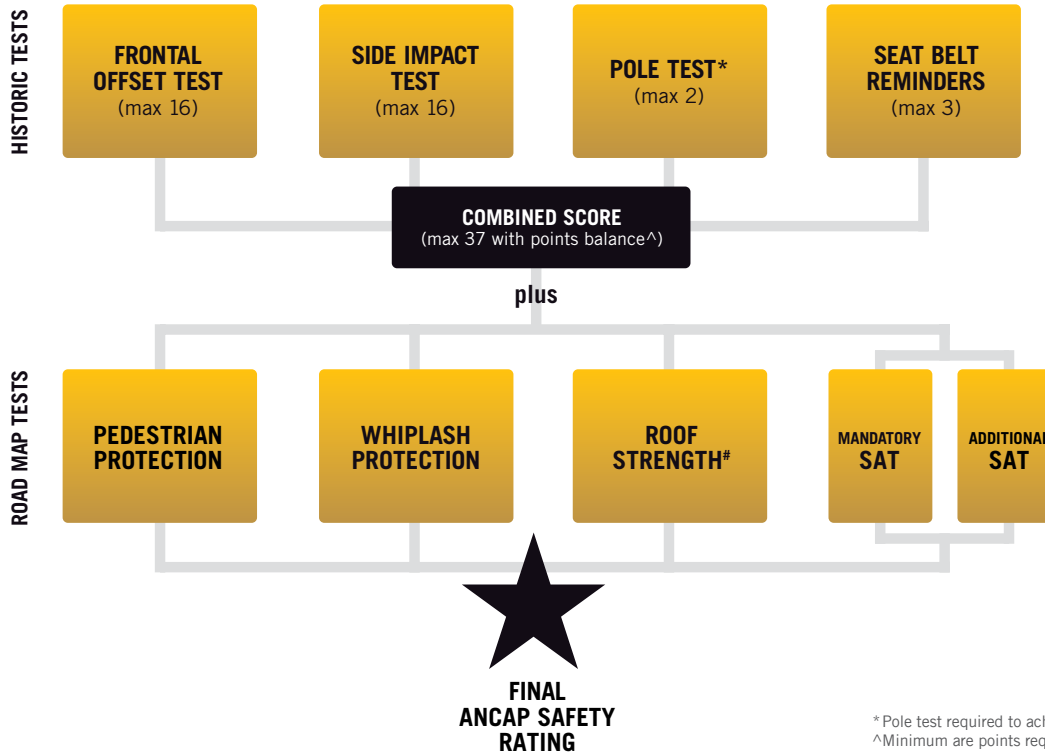 HISTORIC TESTS
FRONTAL
OFFSET TEST
(max 16)
SIDE IMPACT
TEST
(max 16)
POLE TEST*
(max 2)
SEAT BELT
REMINDERS
(max 3)
COMBINED SCORE
(max 37 with points balance^)
plus
ROAD MAP TESTS
PEDESTRIAN
PROTECTION
WHIPLASH
PROTECTION
ROOF
STRENGTH#
MANDATORY
SAT
ADDITIONAL
SAT
FINAL
ANCAP SAFETY
RATING
*Pole test required to
^Minimum are points